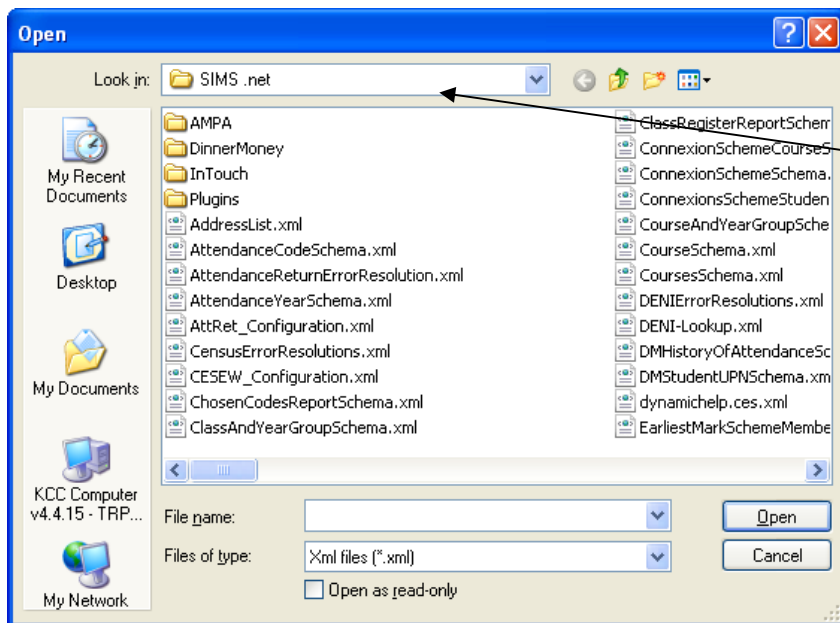 Open
Look in:
SIMS .net
My Recent
Documents
Desktop
My Documents
KCC Computer
v4.4.15 - TRP...
My Network
AMPA
DinnerMoney
InTouch
Plugins
AddressList.xml
AttendanceCodeSchema.xml
AttendanceReturnErrorResolution.xml
AttendanceYearSchema.xml
AttRet_Configuration.xml
CensusErrorResolutions.xml
CESEW_Configuration.xml
ChosenCodesReportSchema.xml
ClassAndYearGroupSchema.xml
ClassRegisterReportSchem
ConnexionSchemeCourseS
ConnexionSchemeSchema.
ConnexionsSchemeStuden
CourseAndYearGroupSche
CourseSchema.xml
CoursesSchema.xml
DENIErrorResolutions.xml
DENI-Lookup.xml
DMHistoryOfAttendanceSc
DMStudentUPNSchema.xm
dynamichelp.ces.xml
EarliestMarkSchemeMembe
File name:
Open
Files of type:
Xml files (*.xml)
Cancel
Open as read-only